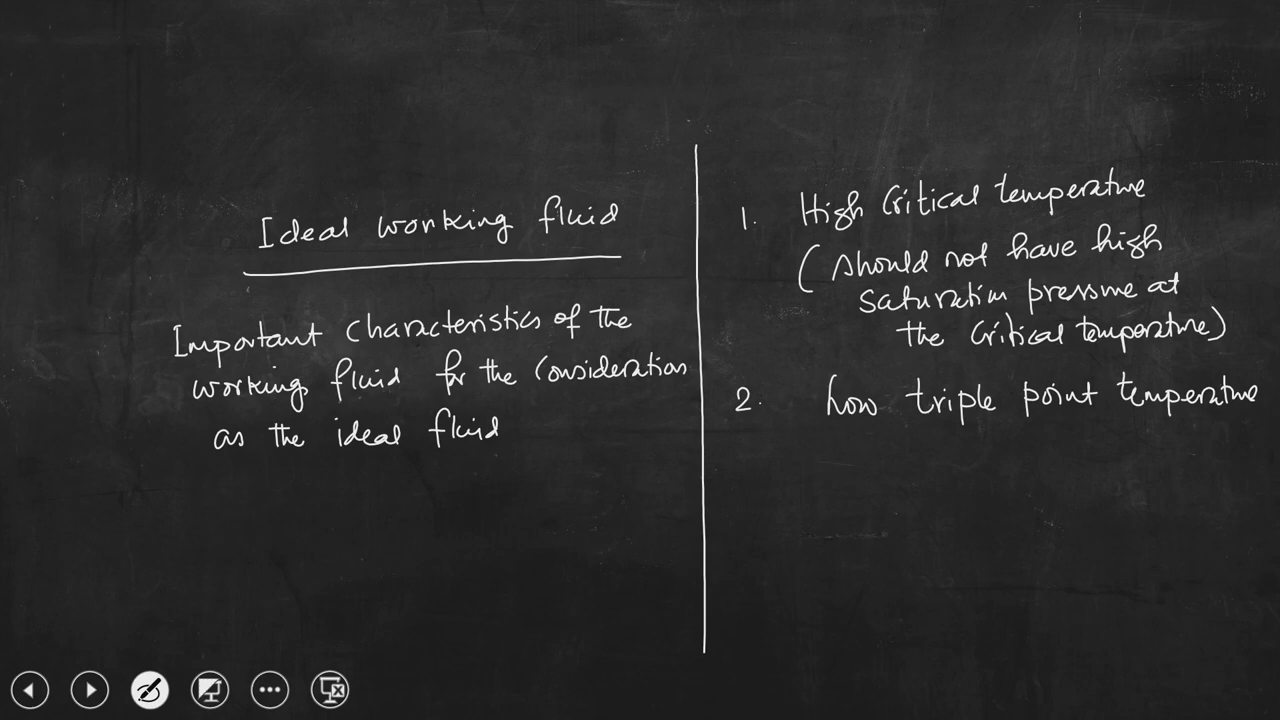 Ideal working fluid
Important characteristics of the
working fluid for the consideration
as the ideal fluid
1. High Critical temperature
(should not have high
saturation pressure at
the critical temperature)
2. Low triple point temperature